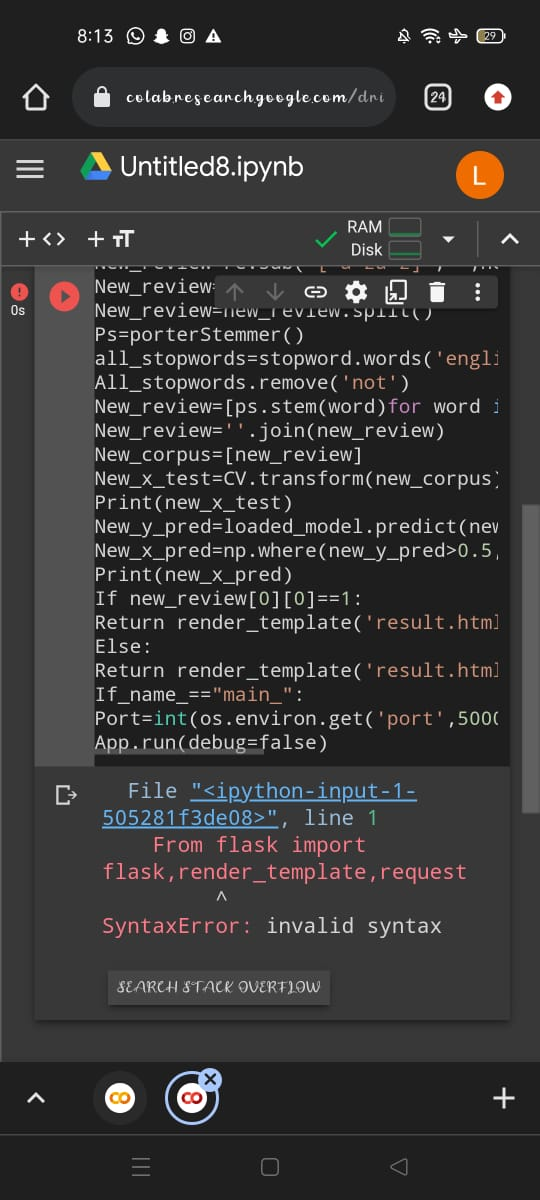 8:13
29
colab.research.google.com/dri
24
Untitled8.ipynb
L
+ <> + TT
RAM
Disk
0s
New_review=
New_review=new_review.split()
Ps=porterStemmer()
all_stopwords=stopword.words('engli
All_stopwords.remove('not')
New_review=[ps.stem(word)for word i
New_review=''.join(new_review)
New_corpus=[new_review]
New_x_test=CV.transform(new_corpus)
Print(new_x_test)
New_y_pred=loaded_model.predict(new
New_x_pred=np.where(new_y_pred>0.5,
Print(new_x_pred)
If new_review[0][0]==1:
Return render_template('result.html
Else:
Return render_template('result.html
If_name_=="main_":
Port=int(os.environ.get('port',5000
App.run(debug=false)
File "<ipython-input-1-
505281f3de08>", line 1
From flask import
flask,render_template,request
^
SyntaxError: invalid syntax
SEARCH STACK OVERFLOW